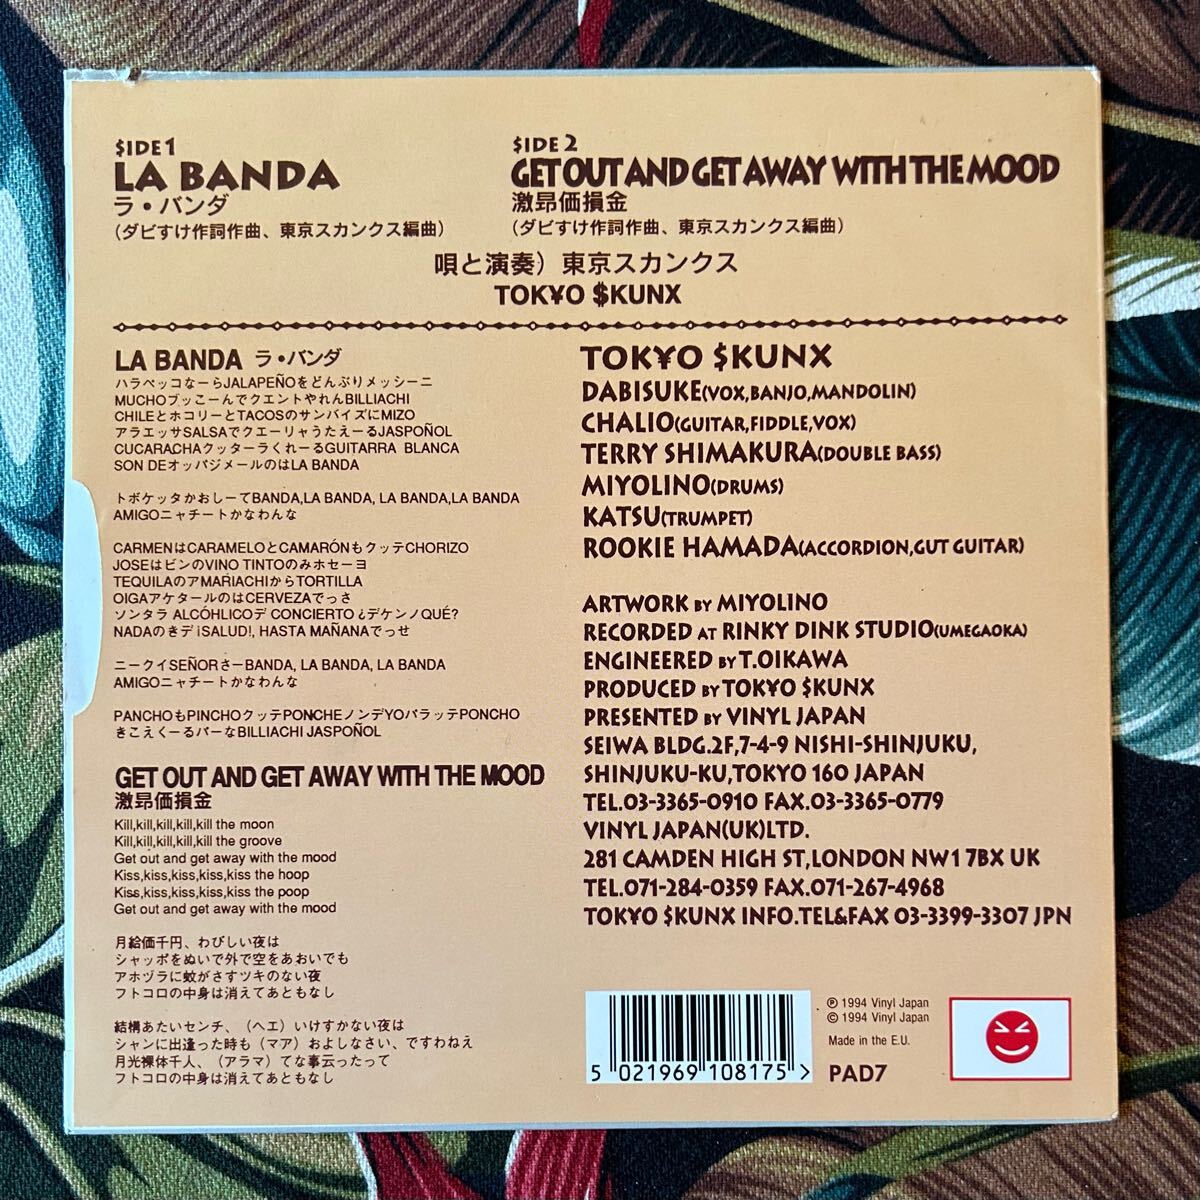 $IDE 1
LA BANDA
ラ・バンダ
(ダビすけ作詞作曲、東京スカンクス編曲)
$IDE 2
GET OUT AND GET AWAY WITH THE MOOD
激昂価損金
(ダビすけ作詞作曲、東京スカンクス編曲)
唄と演奏）東京スカンクス
TOK¥O $KUNX
LA BANDA ラ・バンダ
ハラペッコなーらJALAPEÑOをどんぶりメッシーニ
MUCHOブッこーんでクエントやれんBILLIACHI
CHILEとホコリーとTACOSのサンバイズにMIZO
アラエッサSALSAでクエーリャうたえーるJASPOÑOL
CUCARACHAクッターラくれーるGUITARRA BLANCA
SON DEオッパジメールのはLA BANDA
トボケッタかおしーてBANDA,LA BANDA, LA BANDA,LA BANDA
AMIGOニャチートかなわんな
CARMENはCARAMELOとCAMARÓNもクッテCHORIZO
JOSEはビンのVINO TINTOのみホセーヨ
TEQUILAのアMARIACHIからTORTILLA
OIGAアケタールのはCERVEZAでっさ
ソンタラ ALCÓHLICOデ CONCIERTO ¿デケンノQUÉ?
NADAのきデ ¡SALUD!, HASTA MAÑANAでっせ
ニークイSEÑORさーBANDA, LA BANDA, LA BANDA
AMIGOニャチートかなわんな
PANCHOもPINCHOクッテPONCHEノンデYOバラッテPONCHO
きこえくーるバーなBILLIACHI JASPOÑOL
GET OUT AND GET AWAY WITH THE MOOD
激昂価損金
Kill,kill,kill,kill,kill the moon
Kill,kill,kill,kill,kill the groove
Get out and get away with the mood
Kiss,kiss,kiss,kiss,kiss the hoop
Kiss,kiss,kiss,kiss,kiss the poop
Get out and get away with the mood
月給価千円、わびしい夜は
シャッポをぬいで外で空をあおいでも
アホヅラに蚊がさすツキのない夜
フトコロの中身は消えてあともなし
結構あたいセンチ、（ヘエ）いけすかない夜は
シャンに出逢った時も（マア）およしなさい、ですわねえ
月光裸体千人、（アラマ）てな事云ったって
フトコロの中身は消えてあともなし
TOK¥O $KUNX
DABISUKE(VOX,BANJO,MANDOLIN)
CHALIO(GUITAR,FIDDLE,VOX)
TERRY SHIMAKURA(DOUBLE BASS)
MIYOLINO(DRUMS)
KATSU(TRUMPET)
ROOKIE HAMADA(ACCORDION,GUT GUITAR)
ARTWORK BY MIYOLINO
RECORDED AT RINKY DINK STUDIO(UMEGAOKA)
ENGINEERED BY T.OIKAWA
PRODUCED BY TOK¥O $KUNX
PRESENTED BY VINYL JAPAN
SEIWA BLDG.2F,7-4-9 NISHI-SHINJUKU,
SHINJUKU-KU,TOKYO 160 JAPAN
TEL.03-3365-0910 FAX.03-3365-0779
VINYL JAPAN(UK)LTD.
281 CAMDEN HIGH ST,LONDON NW1 7BX UK
TEL.071-284-0359 FAX.071-267-4968
TOK¥O $KUNX INFO.TEL&FAX 03-3399-3307 JPN
5 021969 108175 >
℗ 1994 Vinyl Japan
© 1994 Vinyl Japan
Made in the E.U.
PAD7